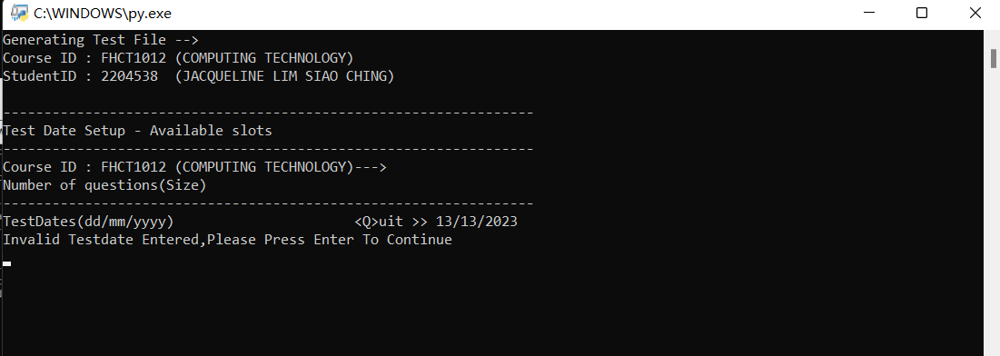 C:\WINDOWS\py.exe
Generating Test File -->
Course ID : FHCT1012 (COMPUTING TECHNOLOGY)
StudentID : 2204538  (JACQUELINE LIM SIAO CHING)
-----------------------------------------------------------------
Test Date Setup - Available slots
-----------------------------------------------------------------
Course ID : FHCT1012 (COMPUTING TECHNOLOGY)--->
Number of questions(Size)
-----------------------------------------------------------------
TestDates(dd/mm/yyyy)                      <Q>uit >> 13/13/2023
Invalid Testdate Entered,Please Press Enter To Continue